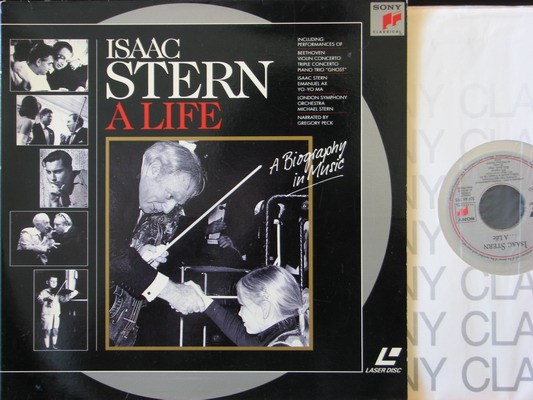 SONY
CLASSICAL
ISAAC
STERN
A LIFE
INCLUDING
PERFORMANCES OF
BEETHOVEN
VIOLIN CONCERTO
TRIPLE CONCERTO
PIANO TRIO "GHOST"
ISAAC STERN
EMANUEL AX
YO-YO MA
LONDON SYMPHONY
ORCHESTRA
MICHAEL STERN
NARRATED BY
GREGORY PECK
A Biography
in Music
LASER DISC
NY CLA
NY CLA
ISAAC STERN
A Life
NY CLA
NY CLA